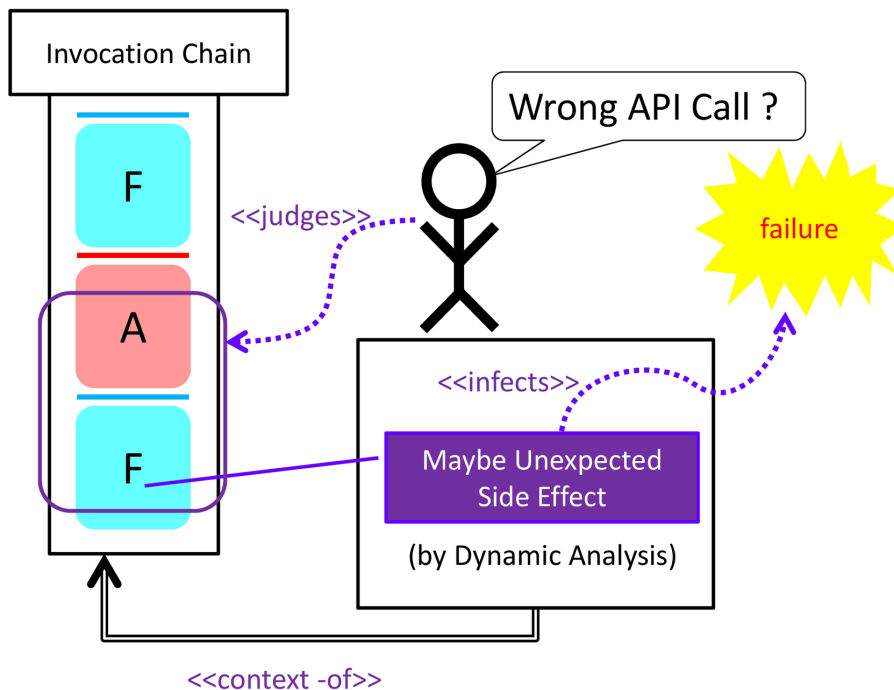 Invocation Chain
Wrong API Call ?
F
<<judges>>
failure
A
<<infects>>
F
Maybe Unexpected
Side Effect
(by Dynamic Analysis)
<<context -of>>